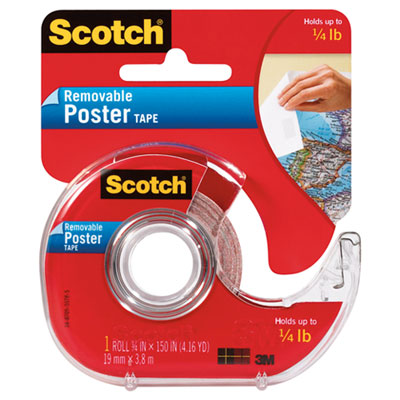 Scotch
Holds up to
1/4 lb
Removable
Poster TAPE
Scotch
Removable
Poster
TAPE
1 ROLL 3/4 IN x 150 IN (4.16 YD)
19 mm x 3,8 m
Holds up to
1/4 lb
3M